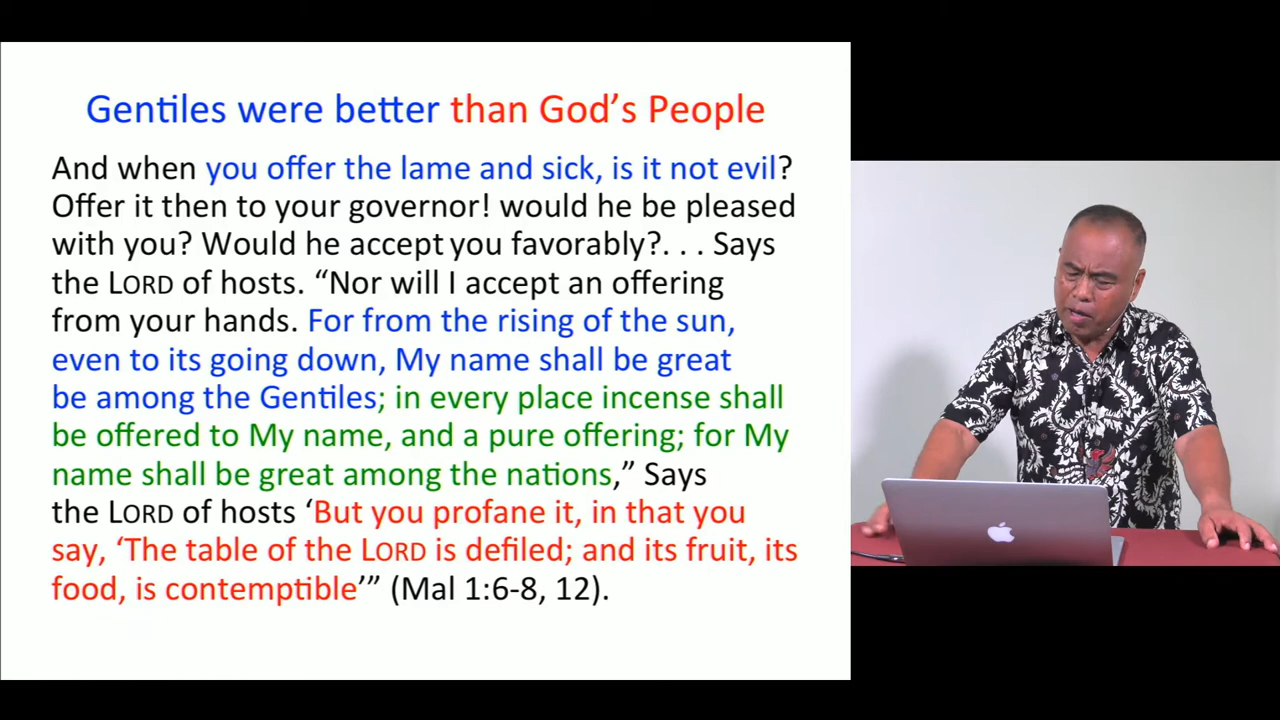 Gentiles were better than God’s People
And when you offer the lame and sick, is it not evil?
Offer it then to your governor! would he be pleased
with you? Would he accept you favorably?. . . Says
the LORD of hosts. “Nor will I accept an offering
from your hands. For from the rising of the sun,
even to its going down, My name shall be great
be among the Gentiles; in every place incense shall
be offered to My name, and a pure offering; for My
name shall be great among the nations,” Says
the LORD of hosts ‘But you profane it, in that you
say, ‘The table of the LORD is defiled; and its fruit, its
food, is contemptible’” (Mal 1:6-8, 12).